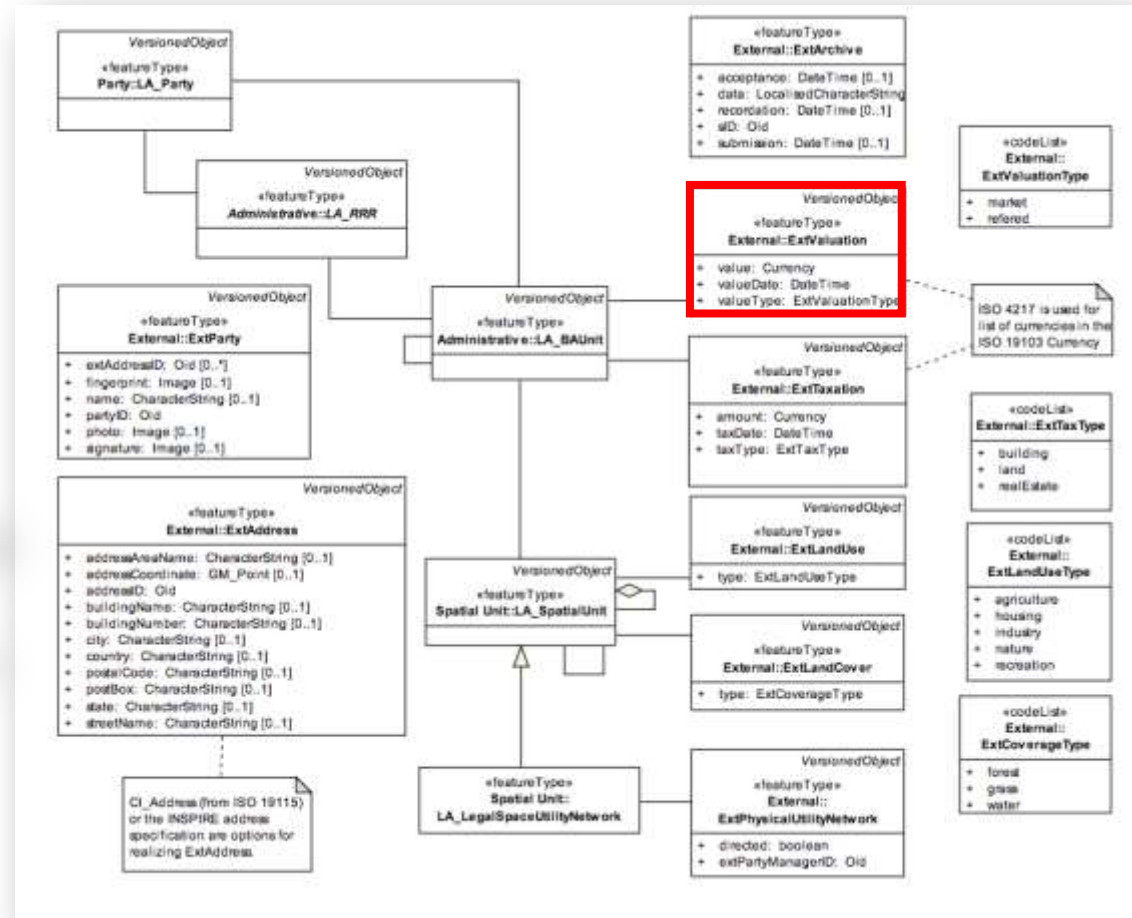 VersionedObject
«featureType»
Party::LA_Party
VersionedObject
«featureType»
Administrative::LA_RRR
VersionedObject
«featureType»
External::ExtParty
+ extAddressID: Oid [0..*]
+ fingerprint: Image [0..1]
+ name: CharacterString [0..1]
+ partyID: Oid
+ photo: Image [0..1]
+ signature: Image [0..1]
VersionedObject
«featureType»
External::ExtAddress
+ addressAreaName: CharacterString [0..1]
+ addressCoordinate: GM_Point [0..1]
+ addressID: Oid
+ buildingName: CharacterString [0..1]
+ buildingNumber: CharacterString [0..1]
+ city: CharacterString [0..1]
+ country: CharacterString [0..1]
+ postalCode: CharacterString [0..1]
+ postBox: CharacterString [0..1]
+ state: CharacterString [0..1]
+ streetName: CharacterString [0..1]
CI_Address (from ISO 19115)
or the INSPIRE address
specification are options for
realizing ExtAddress.
VersionedObject
«featureType»
Administrative::LA_BAUnit
VersionedObject
«featureType»
Spatial Unit::LA_SpatialUnit
«featureType»
Spatial Unit::
LA_LegalSpaceUtilityNetwork
«featureType»
External::ExtArchive
+ acceptance: DateTime [0..1]
+ data: LocalisedCharacterString
+ recordation: DateTime [0..1]
+ sID: Oid
+ submission: DateTime [0..1]
VersionedObject
«featureType»
External::ExtValuation
+ value: Currency
+ valueDate: DateTime
+ valueType: ExtValuationType
VersionedObject
«featureType»
External::ExtTaxation
+ amount: Currency
+ taxDate: DateTime
+ taxType: ExtTaxType
VersionedObject
«featureType»
External::ExtLandUse
+ type: ExtLandUseType
VersionedObject
«featureType»
External::ExtLandCover
+ type: ExtCoverageType
VersionedObject
«featureType»
External::
ExtPhysicalUtilityNetwork
+ directed: boolean
+ extPartyManagerID: Oid
«codeList»
External::
ExtValuationType
+ market
+ refered
ISO 4217 is used for
list of currencies in the
ISO 19103 Currency
«codeList»
External::ExtTaxType
+ building
+ land
+ realEstate
«codeList»
External::
ExtLandUseType
+ agriculture
+ housing
+ industry
+ nature
+ recreation
«codeList»
External::
ExtCoverageType
+ forest
+ grass
+ water